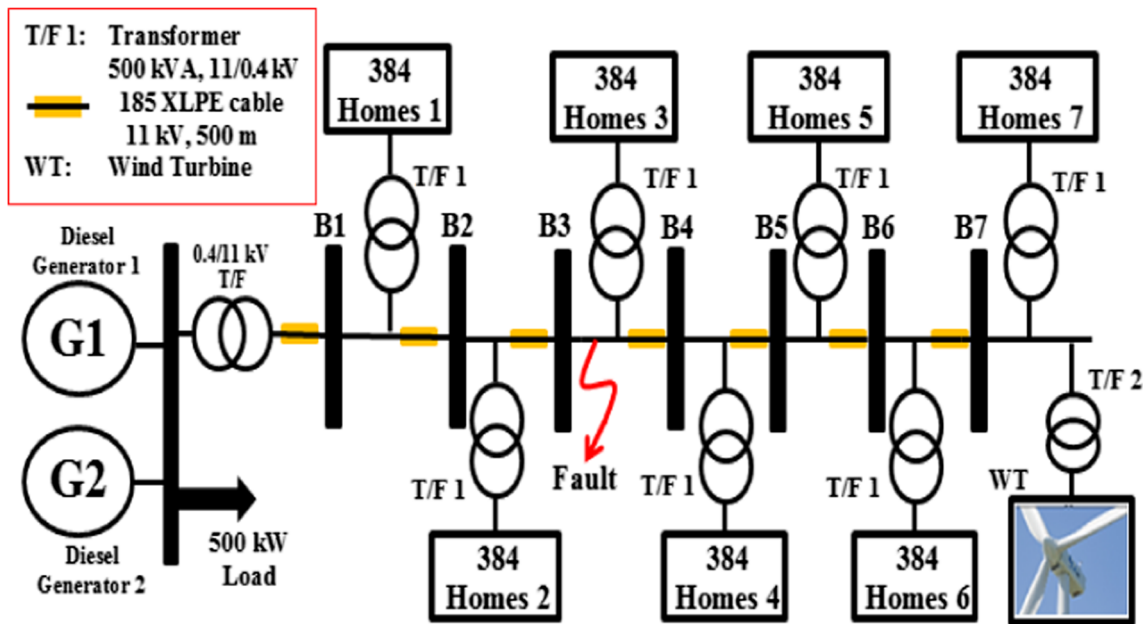 T/F 1: Transformer
500 kVA, 11/0.4 kV
185 XLPE cable
11 kV, 500 m
WT: Wind Turbine
384
Homes 1
384
Homes 3
384
Homes 5
384
Homes 7
T/F 1
T/F 1
T/F 1
T/F 1
B1
B2
B3
B4
B5
B6
B7
Diesel
Generator 1
0.4/11 kV
T/F
G1
G2
Diesel
Generator 2
500 kW
Load
Fault
T/F 1
T/F 1
T/F 1
T/F 2
WT
384
Homes 2
384
Homes 4
384
Homes 6